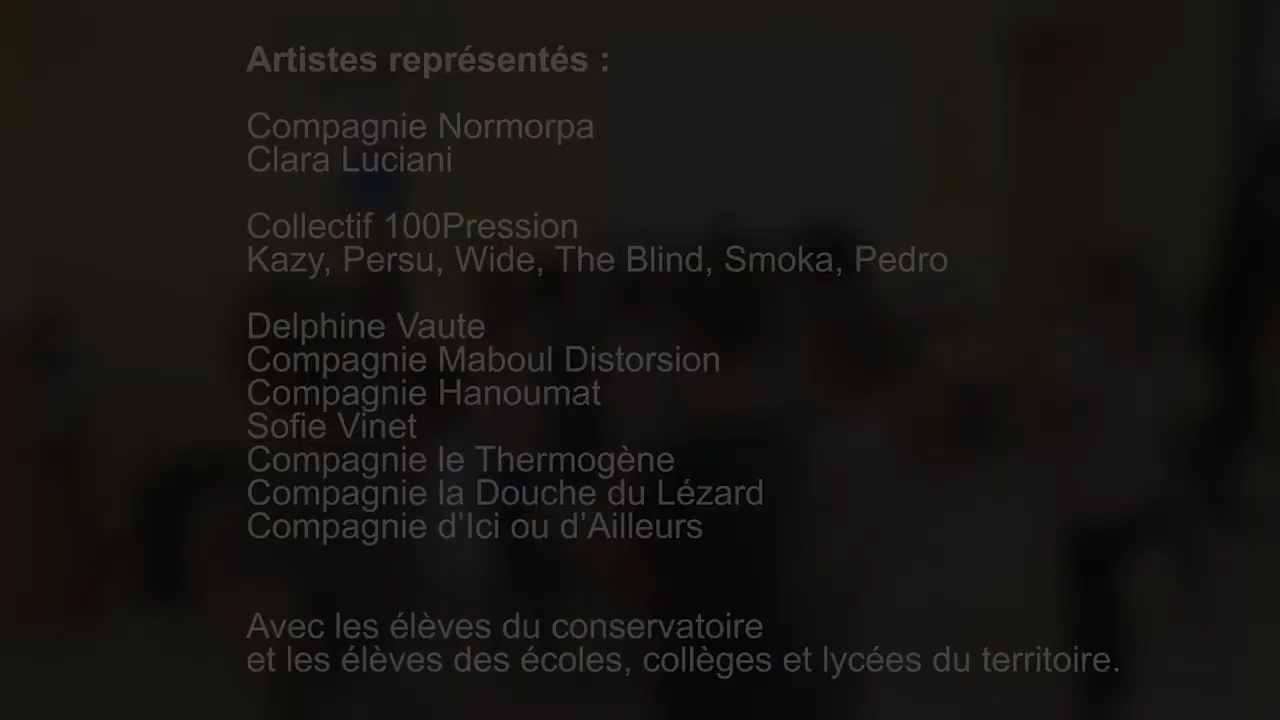 Artistes représentés :
Compagnie Normorpa
Clara Luciani
Collectif 100Pression
Kazy, Persu, Wide, The Blind, Smoka, Pedro
Delphine Vaute
Compagnie Maboul Distorsion
Compagnie Hanoumat
Sofie Vinet
Compagnie le Thermogène
Compagnie la Douche du Lézard
Compagnie d’Ici ou d’Ailleurs
Avec les élèves du conservatoire
et les élèves des écoles, collèges et lycées du territoire.